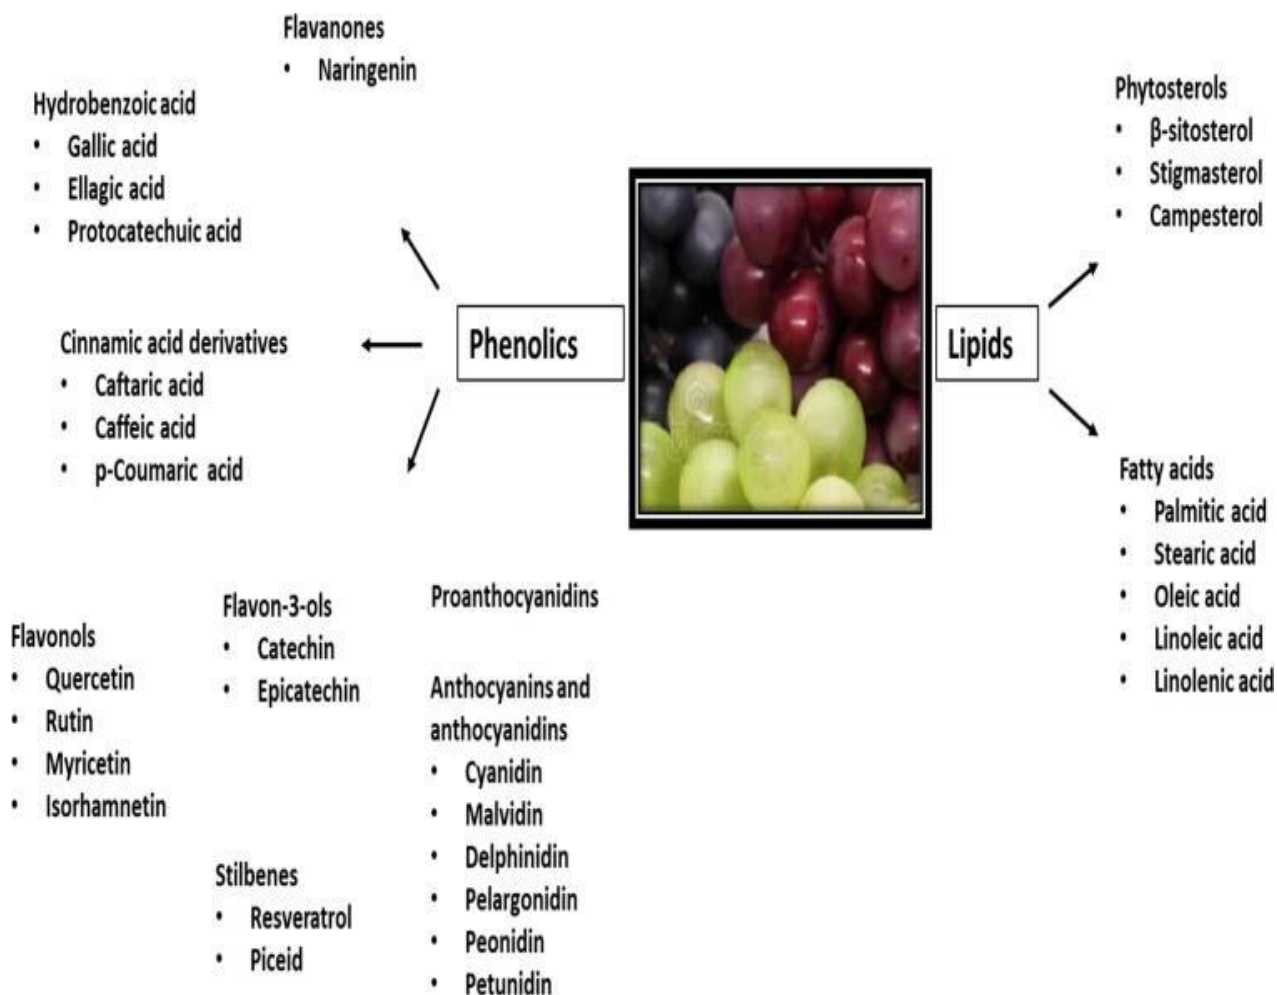 Flavanones
• Naringenin
Hydrobenzoic acid
• Gallic acid
• Ellagic acid
• Protocatechuic acid
Cinnamic acid derivatives
• Caftaric acid
• Caffeic acid
• p-Coumaric acid
Phenolics
Lipids
Phytosterols
• β-sitosterol
• Stigmasterol
• Campesterol
Fatty acids
• Palmitic acid
• Stearic acid
• Oleic acid
• Linoleic acid
• Linolenic acid
Flavonols
• Quercetin
• Rutin
• Myricetin
• Isorhamnetin
Flavon-3-ols
• Catechin
• Epicatechin
Stilbenes
• Resveratrol
• Piceid
Proanthocyanidins
Anthocyanins and
anthocyanidins
• Cyanidin
• Malvidin
• Delphinidin
• Pelargonidin
• Peonidin
• Petunidin